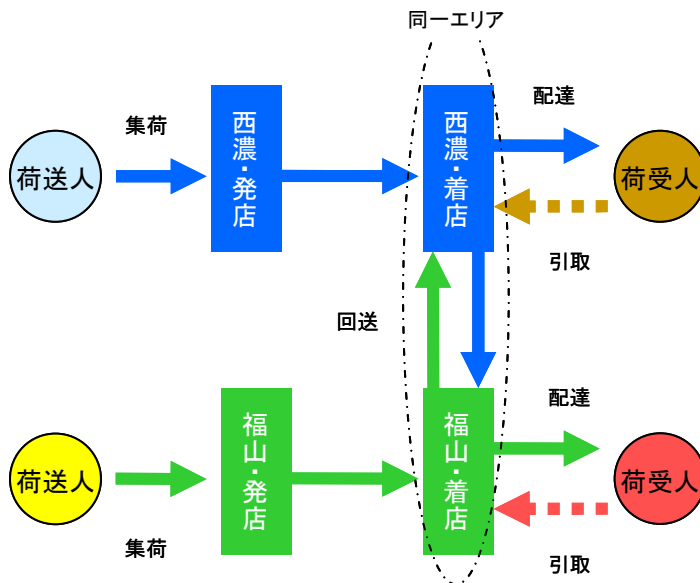 同一エリア
集荷
配達
荷送人
西濃・発店
西濃・着店
荷受人
引取
回送
配達
荷送人
福山・発店
福山・着店
荷受人
集荷
引取